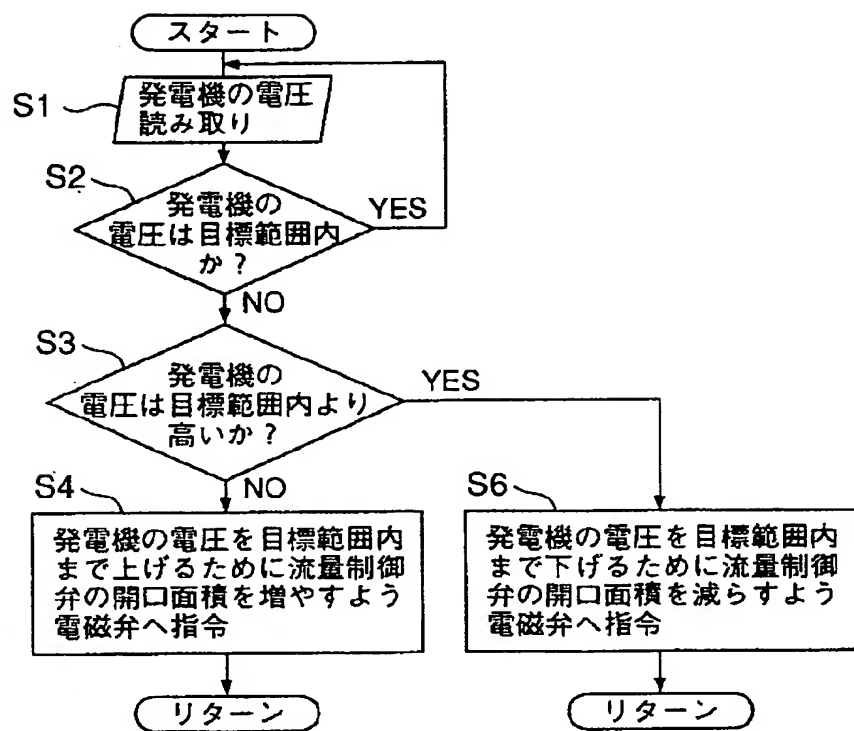 スタート
S1
発電機の電圧
読み取り
S2
発電機の
電圧は目標範囲内
か？
YES
NO
S3
発電機の
電圧は目標範囲内より
高いか？
YES
NO
S4
発電機の電圧を目標範囲内
まで上げるために流量制御
弁の開口面積を増やすよう
電磁弁へ指令
リターン
S6
発電機の電圧を目標範囲内
まで下げるために流量制御
弁の開口面積を減らすよう
電磁弁へ指令
リターン